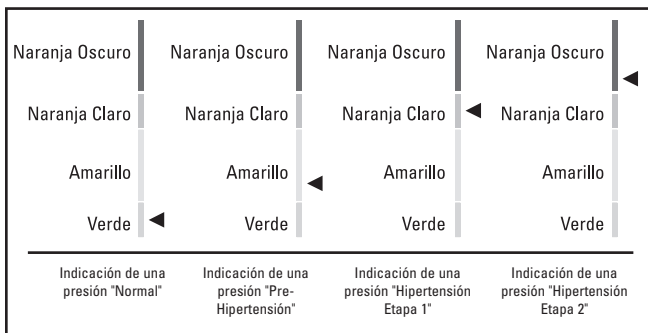 Naranja Oscuro Naranja Oscuro Naranja Oscuro Naranja Oscuro
Naranja Claro Naranja Claro Naranja Claro Naranja Claro
Amarillo Amarillo Amarillo Amarillo
Verde Verde Verde Verde
Indicación de una
presión "Normal"
Indicación de una
presión "Pre-
Hipertensión"
Indicación de una
presión "Hipertensión
Etapa 1"
Indicación de una
presión "Hipertensión
Etapa 2"